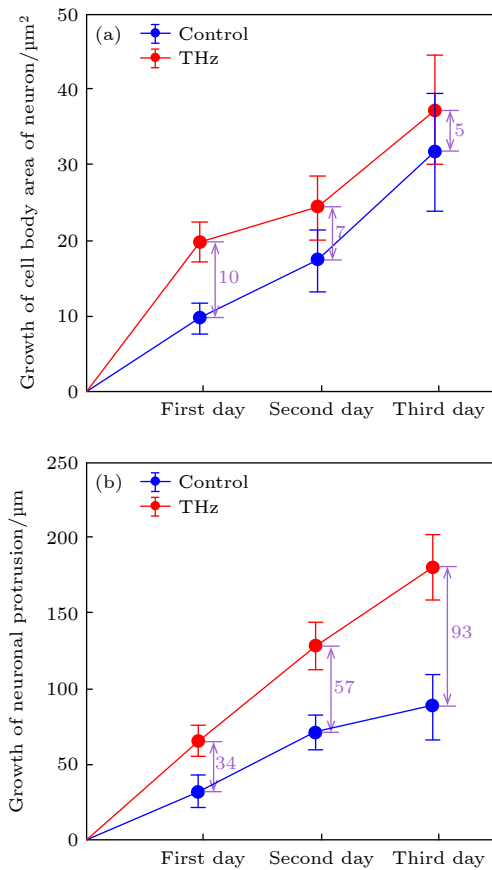 50
(a)
Control
THz
40
30
20
10
0
5
7
10
Growth of cell body area of neuron/μm²
First day
Second day
Third day
250
(b)
Control
THz
200
150
100
50
0
93
57
34
Growth of neuronal protrusion/μm
First day
Second day
Third day